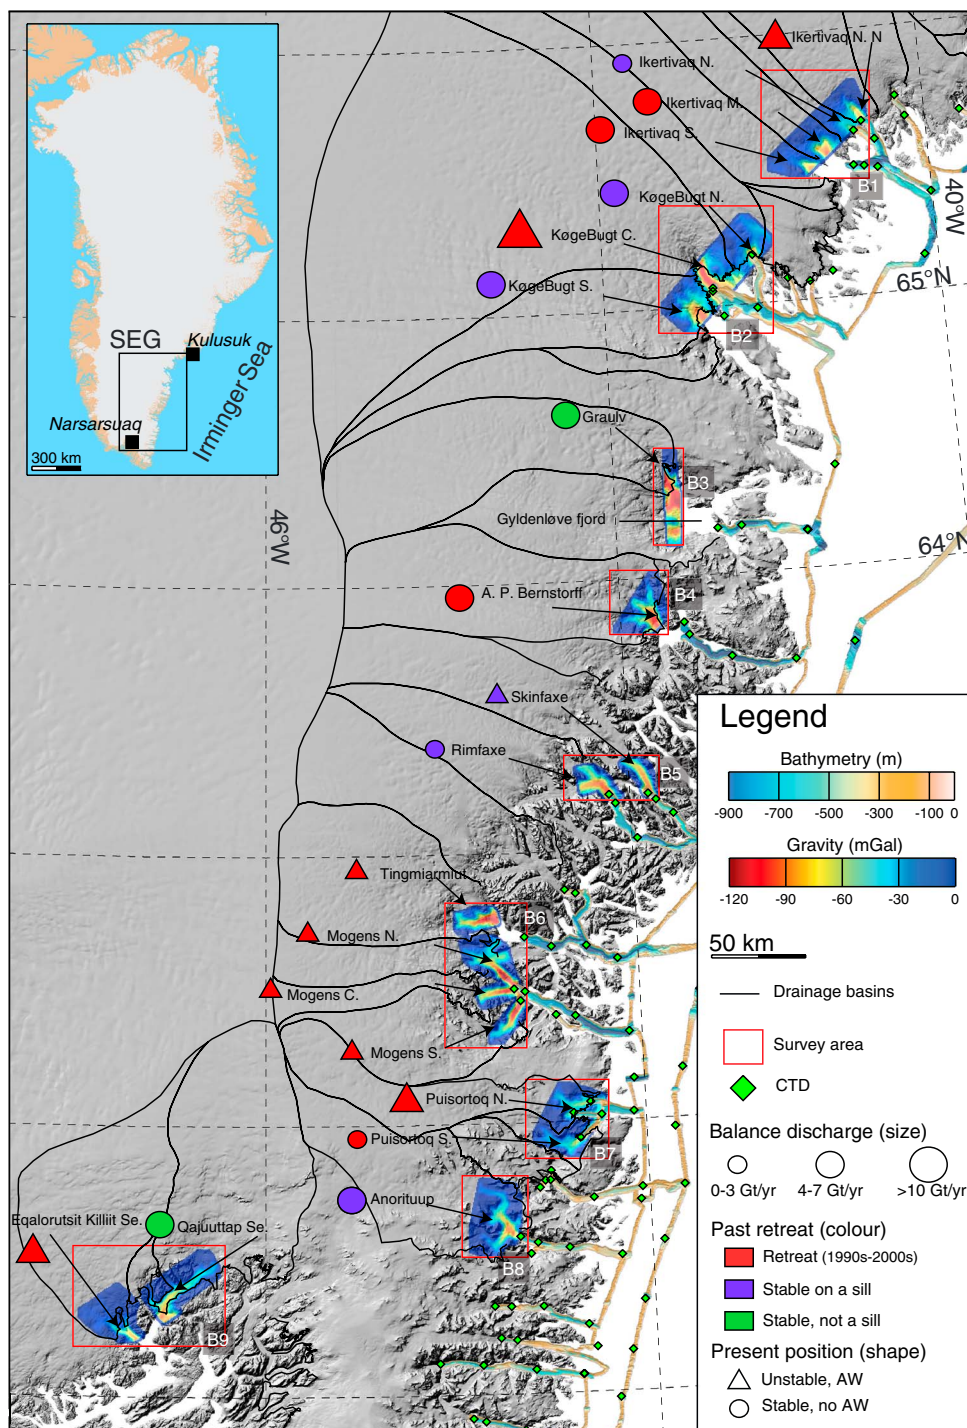 Ikertivaq N. N
Ikertivaq N.
Ikertivaq M.
Ikertivaq S.
B1
40°W
KøgeBugt N.
KøgeBugt C.
KøgeBugt S.
65°N
B2
SEG
Kulusuk
Narsarsuaq
Irminger Sea
300 km
Graulv
B3
46°W
Gyldenløve fjord
64°N
A. P. Bernstorff
B4
Skinfaxe
Rimfaxe
B5
Tingmiarmiut
B6
Mogens N.
Mogens C.
Mogens S.
Puisortoq N.
Puisortoq S.
B7
Anorituup
B8
Eqalorutsit Killiit Se.
Qajuuttap Se.
B9
Legend
Bathymetry (m)
-900 -700 -500 -300 -100 0
Gravity (mGal)
-120 -90 -60 -30 0
50 km
Drainage basins
Survey area
CTD
Balance discharge (size)
0-3 Gt/yr 4-7 Gt/yr >10 Gt/yr
Past retreat (colour)
Retreat (1990s-2000s)
Stable on a sill
Stable, not a sill
Present position (shape)
Unstable, AW
Stable, no AW